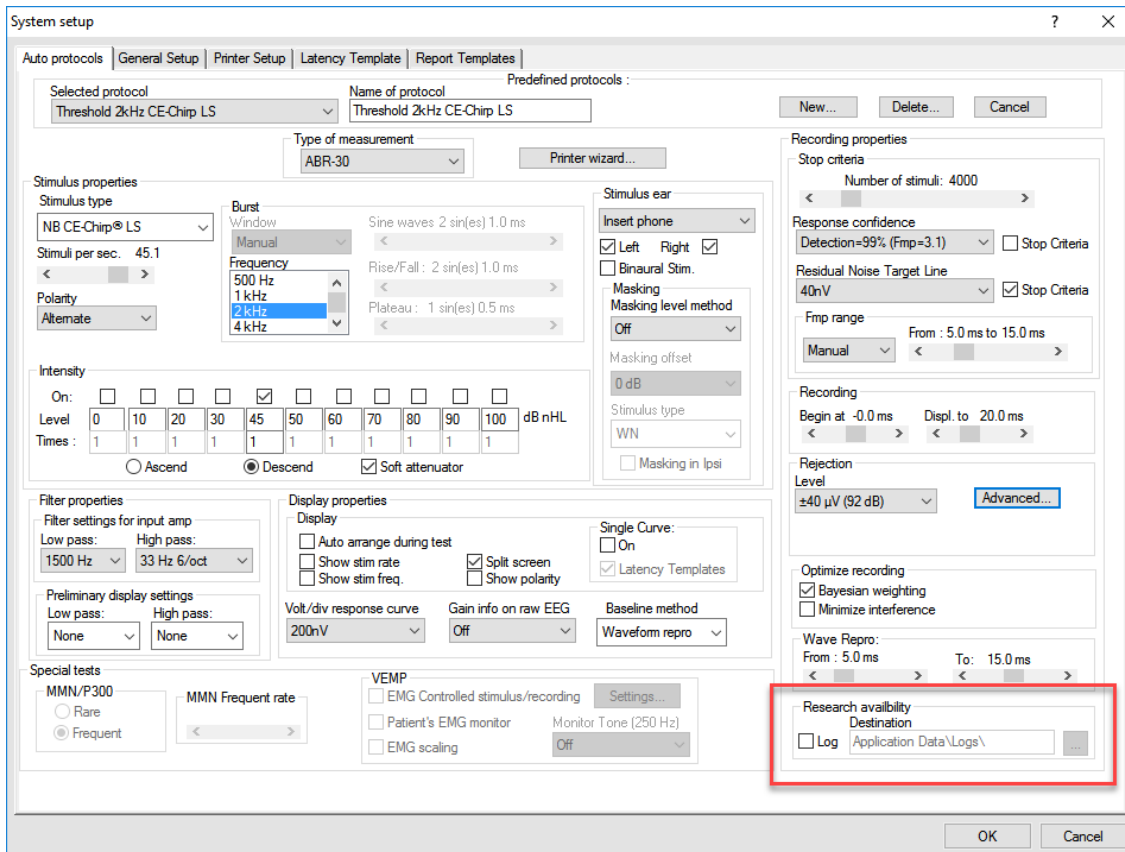 System setup
? ×
Auto protocols General Setup Printer Setup Latency Template Report Templates
Predefined protocols :
Selected protocol
Threshold 2kHz CE-Chirp LS
Name of protocol
Threshold 2kHz CE-Chirp LS
New... Delete... Cancel
Type of measurement
ABR-30
Printer wizard...
Stimulus properties
Stimulus type
NB CE-Chirp® LS
Stimuli per sec. 45.1
Polarity
Alternate
Burst
Window
Manual
Frequency
500 Hz
1 kHz
2 kHz
4 kHz
Sine waves 2 sin(es) 1.0 ms
Rise/Fall : 2 sin(es) 1.0 ms
Plateau : 1 sin(es) 0.5 ms
Intensity
On:
Level 0 10 20 30 45 50 60 70 80 90 100 dB nHL
Times : 1 1 1 1 1 1 1 1 1 1 1
Ascend Descend Soft attenuator
Stimulus ear
Insert phone
Left Right
Binaural Stim.
Masking
Masking level method
Off
Masking offset
0 dB
Stimulus type
WN
Masking in Ipsi
Recording properties
Stop criteria
Number of stimuli: 4000
Response confidence
Detection=99% (Fmp=3.1) Stop Criteria
Residual Noise Target Line
40nV Stop Criteria
Fmp range
Manual
From : 5.0 ms to 15.0 ms
Recording
Begin at -0.0 ms Displ. to 20.0 ms
Rejection
Level
±40 µV (92 dB)
Advanced...
Optimize recording
Bayesian weighting
Minimize interference
Wave Repro:
From : 5.0 ms To: 15.0 ms
Research availbility
Destination
Log Application Data\Logs\ ...
Filter properties
Filter settings for input amp
Low pass: High pass:
1500 Hz 33 Hz 6/oct
Preliminary display settings
Low pass: High pass:
None None
Display properties
Display
Auto arrange during test
Show stim rate Split screen
Show stim freq. Show polarity
Single Curve:
On
Latency Templates
Volt/div response curve
200nV
Gain info on raw EEG
Off
Baseline method
Waveform repro
Special tests
MMN/P300
Rare
Frequent
MMN Frequent rate
VEMP
EMG Controlled stimulus/recording Settings...
Patient's EMG monitor
EMG scaling
Monitor Tone (250 Hz)
Off
OK Cancel